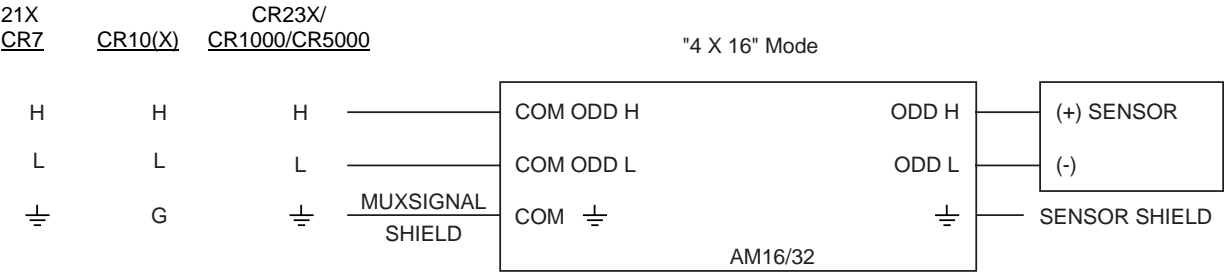 21X CR23X/
CR7 CR10(X) CR1000/CR5000
"4 X 16" Mode
H H H COM ODD H ODD H (+) SENSOR
L L L COM ODD L ODD L (-)
G MUXSIGNAL COM SENSOR SHIELD
SHIELD
AM16/32